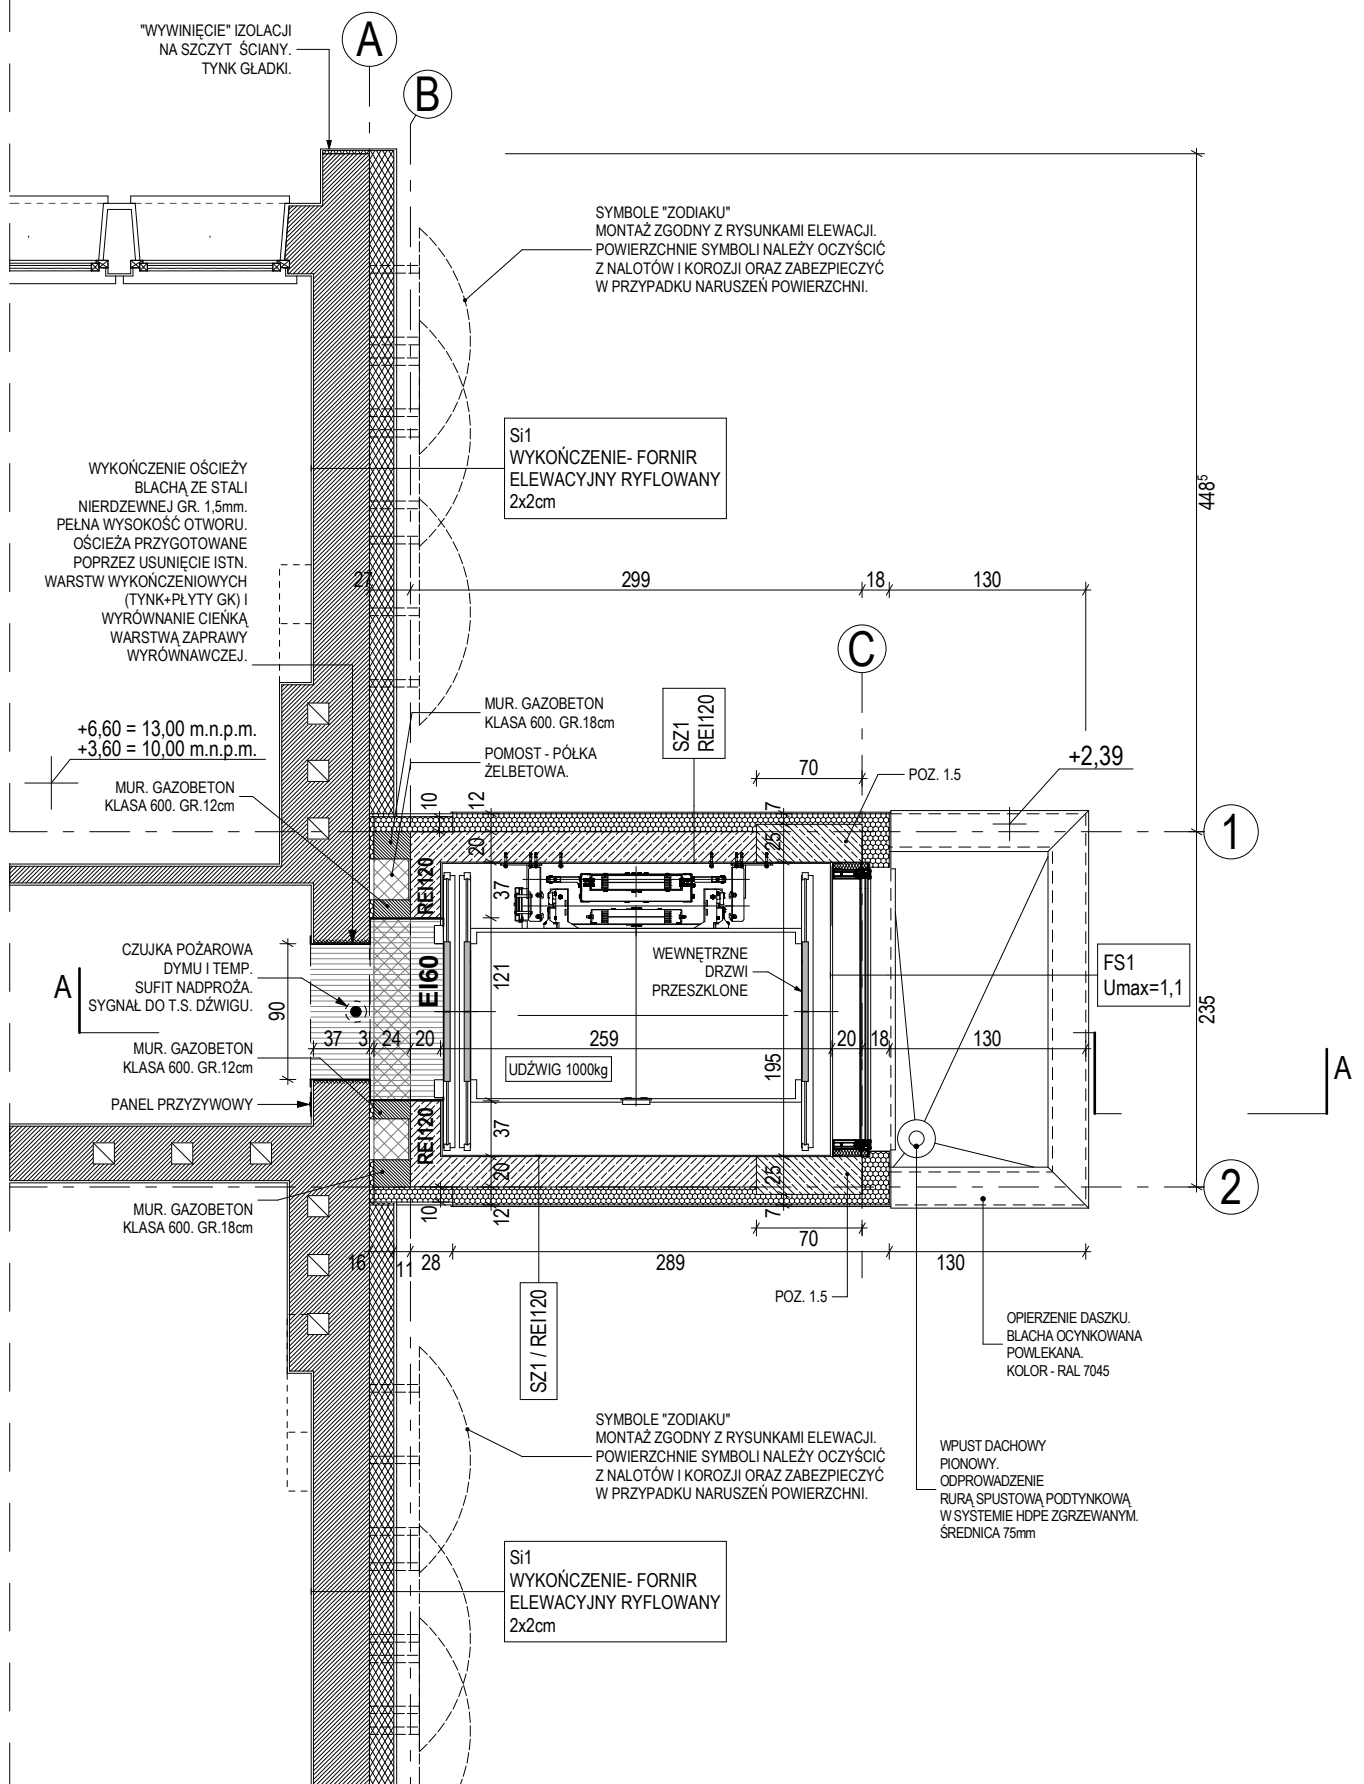 "WYWINIĘCIE" IZOLACJI
NA SZCZYT ŚCIANY.
TYNK GŁADKI.
A
B
SYMBOLE "ZODIAKU"
MONTAŻ ZGODNY Z RYSUNKAMI ELEWACJI.
POWIERZCHNIE SYMBOLI NALEŻY OCZYŚCIĆ
Z NALOTÓW I KOROZJI ORAZ ZABEZPIECZYĆ
W PRZYPADKU NARUSZEŃ POWIERZCHNI.
Si1
WYKOŃCZENIE- FORNIR
ELEWACYJNY RYFLOWANY
2x2cm
WYKOŃCZENIE OŚCIEŻY
BLACHĄ ZE STALI
NIERDZEWNEJ GR. 1,5mm.
PEŁNA WYSOKOŚĆ OTWORU.
OŚCIEŻA PRZYGOTOWANE
POPRZEZ USUNIĘCIE ISTN.
WARSTW WYKOŃCZENIOWYCH
(TYNK+PŁYTY GK) I
WYRÓWNANIE CIEŃKĄ
WARSTWĄ ZAPRAWY
WYRÓWNAWCZEJ.
448⁵
27
299
18
130
C
MUR. GAZOBETON
KLASA 600. GR.18cm
POMOST - PÓŁKA
ŻELBETOWA.
SZ1
REI120
+6,60 = 13,00 m.n.p.m.
+3,60 = 10,00 m.n.p.m.
MUR. GAZOBETON
KLASA 600. GR.12cm
70
POZ. 1.5
+2,39
10
12
7
20
25
1
REI120
37
CZUJKA POŻAROWA
DYMU I TEMP.
SUFIT NADPROŻA.
SYGNAŁ DO T.S. DŹWIGU.
A
90
EI60
121
WEWNĘTRZNE
DRZWI
PRZESZKLONE
FS1
Umax=1,1
235
37
3
24
20
259
20
18
130
MUR. GAZOBETON
KLASA 600. GR.12cm
UDŹWIG 1000kg
195
A
PANEL PRZYZYWOWY
REI120
37
20
25
2
MUR. GAZOBETON
KLASA 600. GR.18cm
10
12
7
70
16
11
28
289
130
POZ. 1.5
SZ1 / REI120
OPIERZENIE DASZKU.
BLACHA OCYNKOWANA
POWLEKANA.
KOLOR - RAL 7045
SYMBOLE "ZODIAKU"
MONTAŻ ZGODNY Z RYSUNKAMI ELEWACJI.
POWIERZCHNIE SYMBOLI NALEŻY OCZYŚCIĆ
Z NALOTÓW I KOROZJI ORAZ ZABEZPIECZYĆ
W PRZYPADKU NARUSZEŃ POWIERZCHNI.
WPUST DACHOWY
PIONOWY.
ODPROWADZENIE
RURĄ SPUSTOWĄ PODTYNKOWĄ
W SYSTEMIE HDPE ZGRZEWANYM.
ŚREDNICA 75mm
Si1
WYKOŃCZENIE- FORNIR
ELEWACYJNY RYFLOWANY
2x2cm